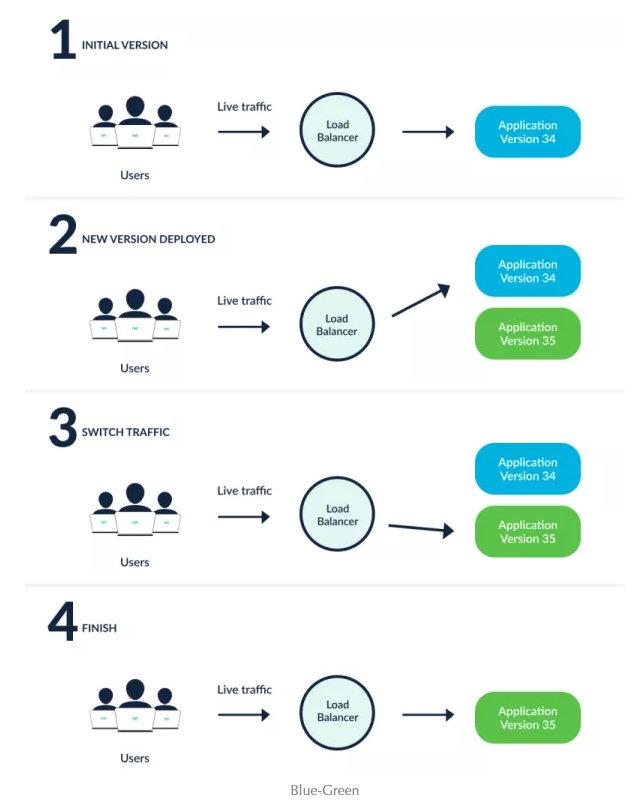 1 INITIAL VERSION
Live traffic
Load
Balancer
Application
Version 34
Users
2 NEW VERSION DEPLOYED
Application
Version 34
Live traffic
Load
Balancer
Application
Version 35
Users
3 SWITCH TRAFFIC
Application
Version 34
Live traffic
Load
Balancer
Application
Version 35
Users
4 FINISH
Live traffic
Load
Balancer
Application
Version 35
Users
Blue-Green